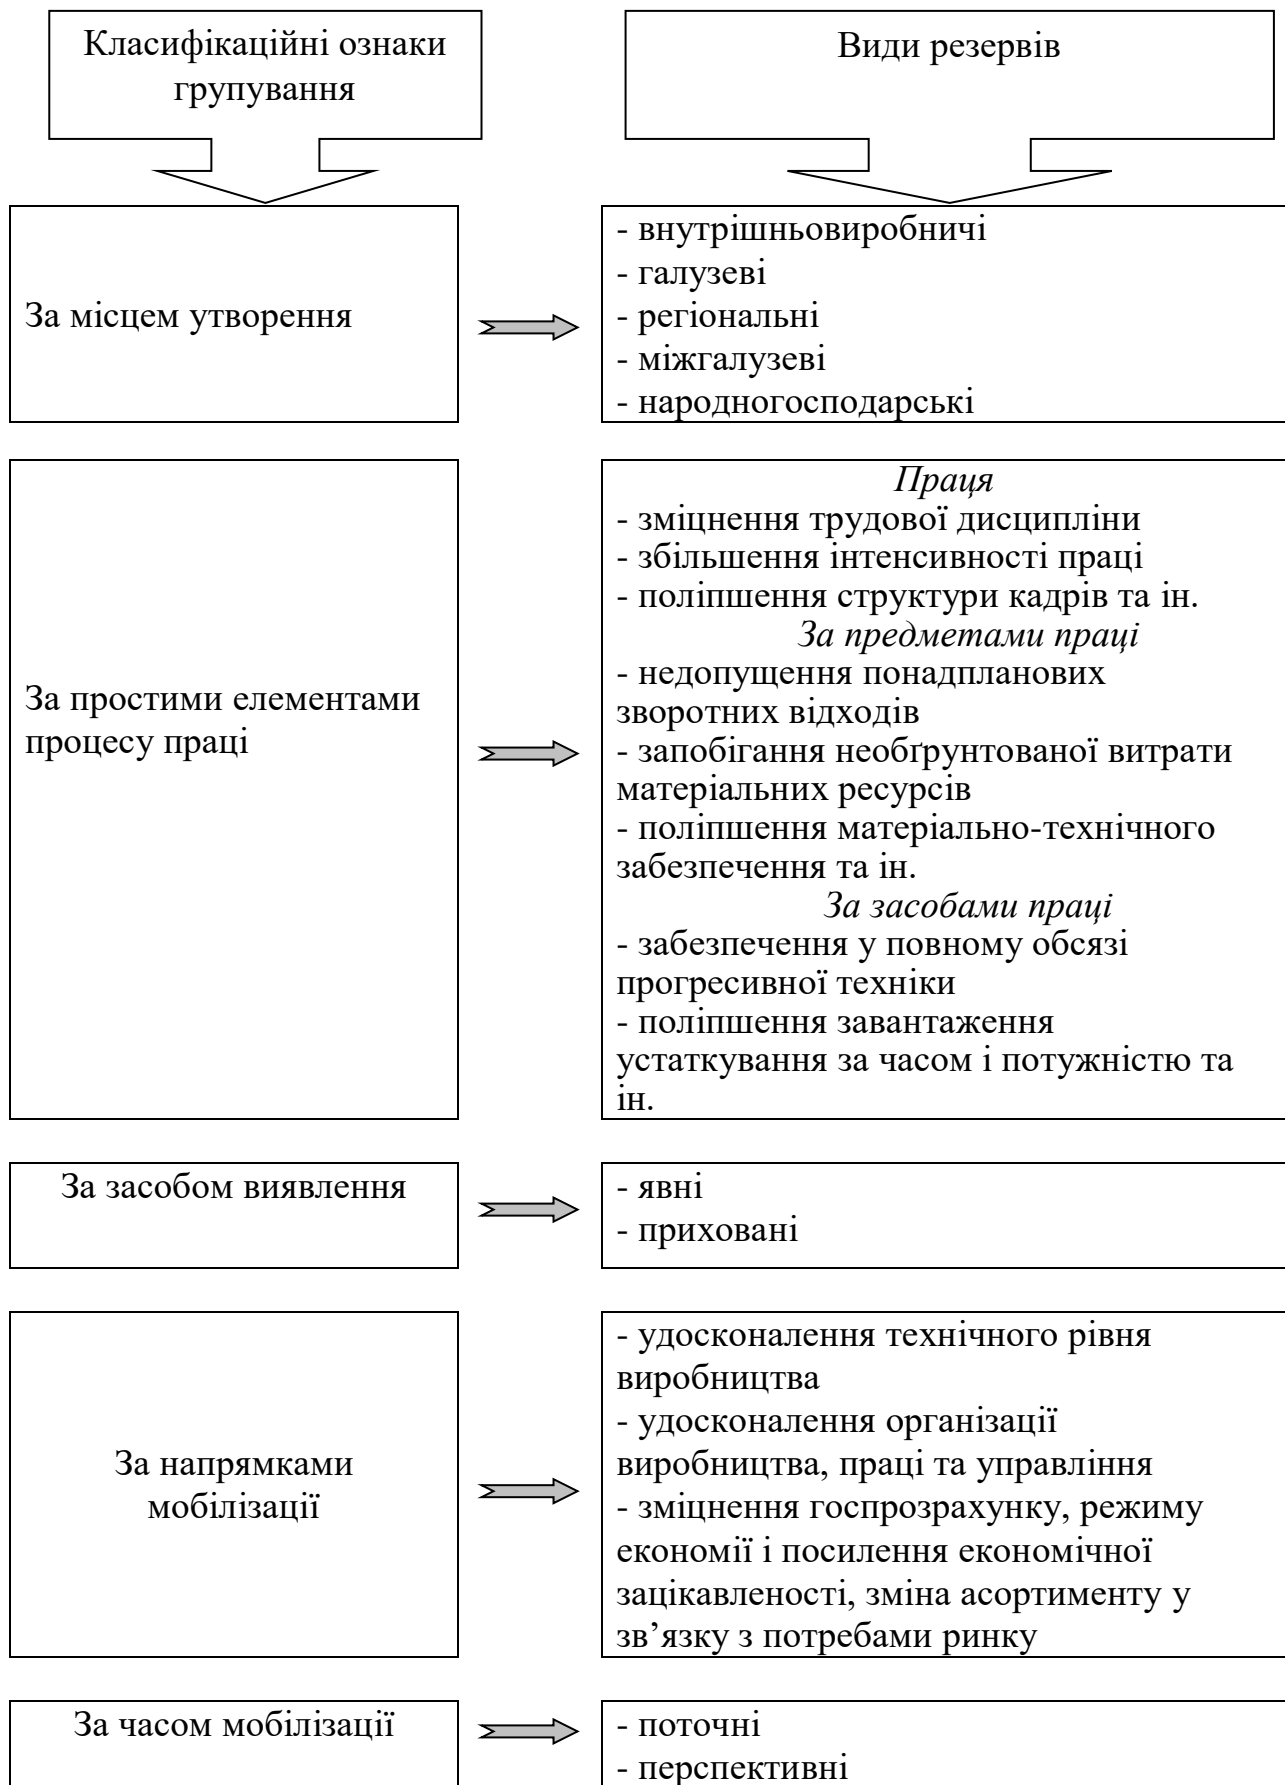 Класифікаційні ознаки
групування
Види резервів
За місцем утворення
- внутрішньовиробничі
- галузеві
- регіональні
- міжгалузеві
- народногосподарські
За простими елементами
процесу праці
Праця
- зміцнення трудової дисципліни
- збільшення інтенсивності праці
- поліпшення структури кадрів та ін.
За предметами праці
- недопущення понадпланових
зворотних відходів
- запобігання необґрунтованої витрати
матеріальних ресурсів
- поліпшення матеріально-технічного
забезпечення та ін.
За засобами праці
- забезпечення у повному обсязі
прогресивної техніки
- поліпшення завантаження
устаткування за часом і потужністю та
ін.
За засобом виявлення
- явні
- приховані
За напрямками
мобілізації
- удосконалення технічного рівня
виробництва
- удосконалення організації
виробництва, праці та управління
- зміцнення госпрозрахунку, режиму
економії і посилення економічної
зацікавленості, зміна асортименту у
зв’язку з потребами ринку
За часом мобілізації
- поточні
- перспективні